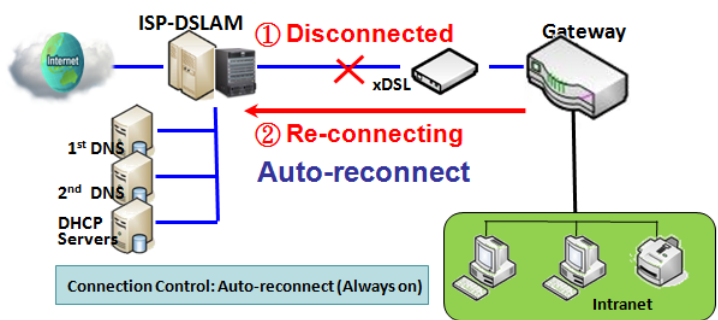 ISP-DSLAM
① Disconnected
Gateway
Internet
xDSL
② Re-connecting
1st DNS
Auto-reconnect
2nd DNS
DHCP
Servers
Connection Control: Auto-reconnect (Always on)
Intranet